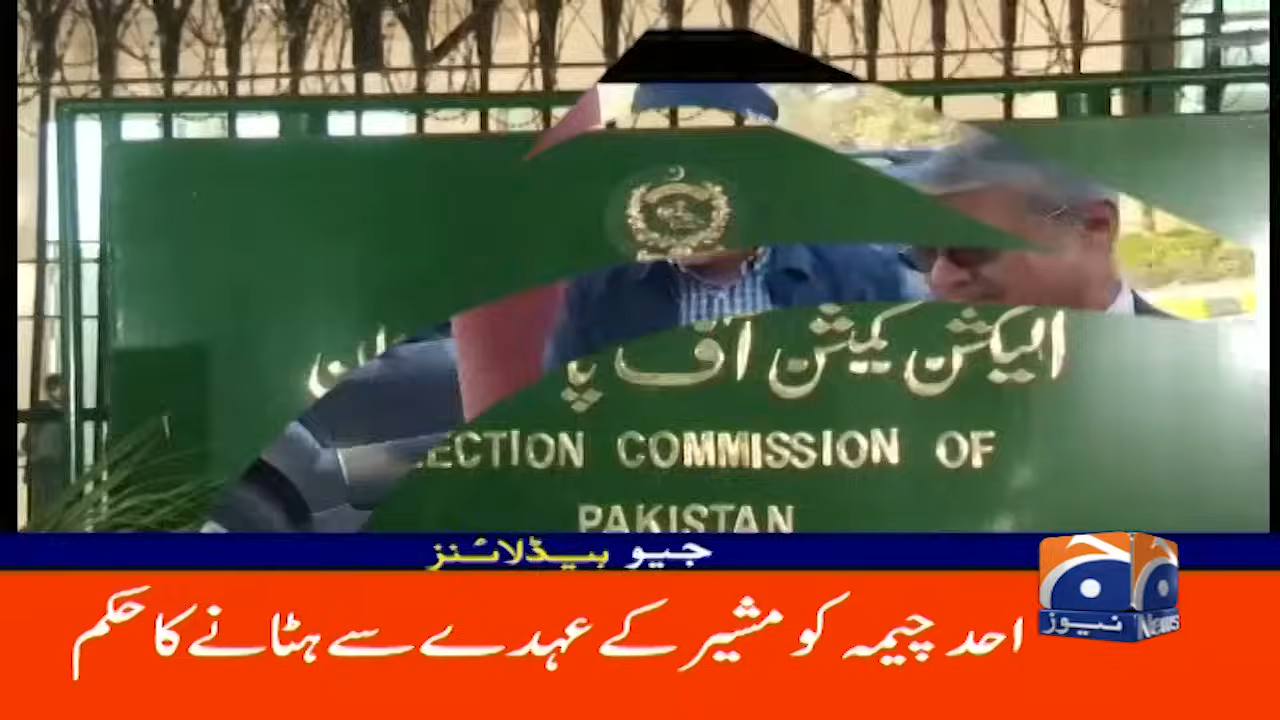 الیکشن کمیشن آف
COMMISSION OF
PAKISTAN
جیو ہیڈلائنز
احد چیمہ کو مشیر کے عہدے سے ہٹانے کا حکم
جیو نیوز News